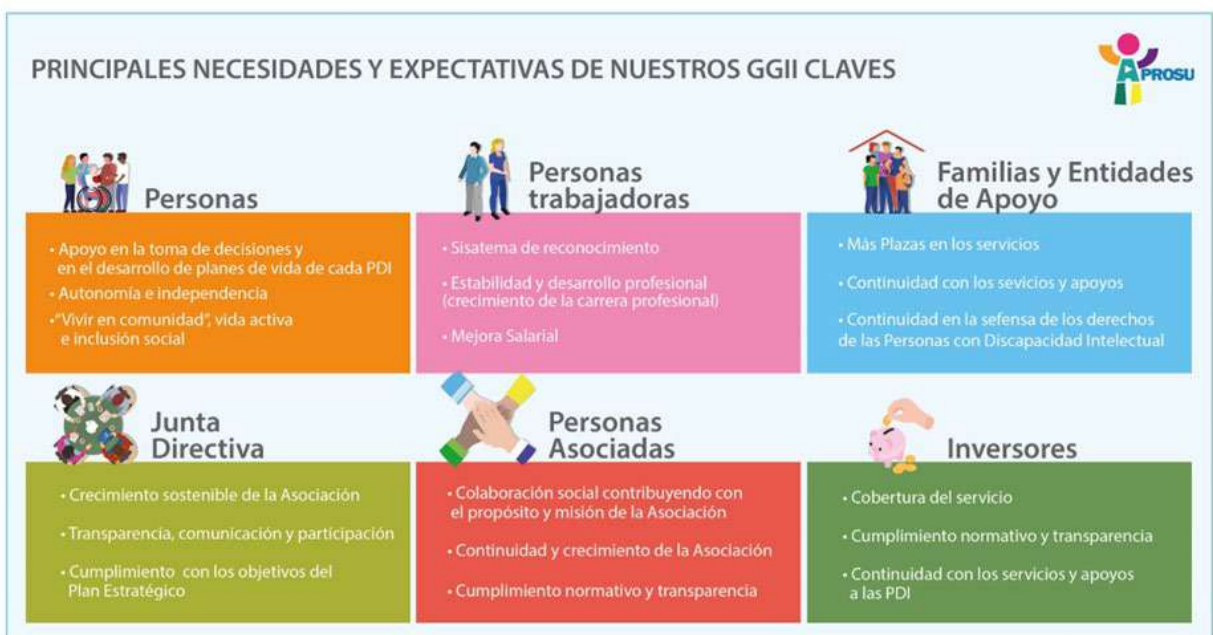 PRINCIPALES NECESIDADES Y EXPECTATIVAS DE NUESTROS GGII CLAVES
APROSU
Personas
• Apoyo en la toma de decisiones y
en el desarrollo de planes de vida de cada PDI
• Autonomía e independencia
• “Vivir en comunidad”, vida activa
e inclusión social
Personas
trabajadoras
• Sisatema de reconocimiento
• Estabilidad y desarrollo profesional
(crecimiento de la carrera profesional)
• Mejora Salarial
Familias y Entidades
de Apoyo
• Más Plazas en los servicios
• Continuidad con los sevicios y apoyos
• Continuidad en la sefensa de los derechos
de las Personas con Discapacidad Intelectual
Junta
Directiva
• Crecimiento sostenible de la Asociación
• Transparencia, comunicación y participación
• Cumplimiento con los objetivos del
Plan Estratégico
Personas
Asociadas
• Colaboración social contribuyendo con
el propósito y misión de la Asociación
• Continuidad y crecimiento de la Asociación
• Cumplimiento normativo y transparencia
Inversores
• Cobertura del servicio
• Cumplimiento normativo y transparencia
• Continuidad con los servicios y apoyos
a las PDI